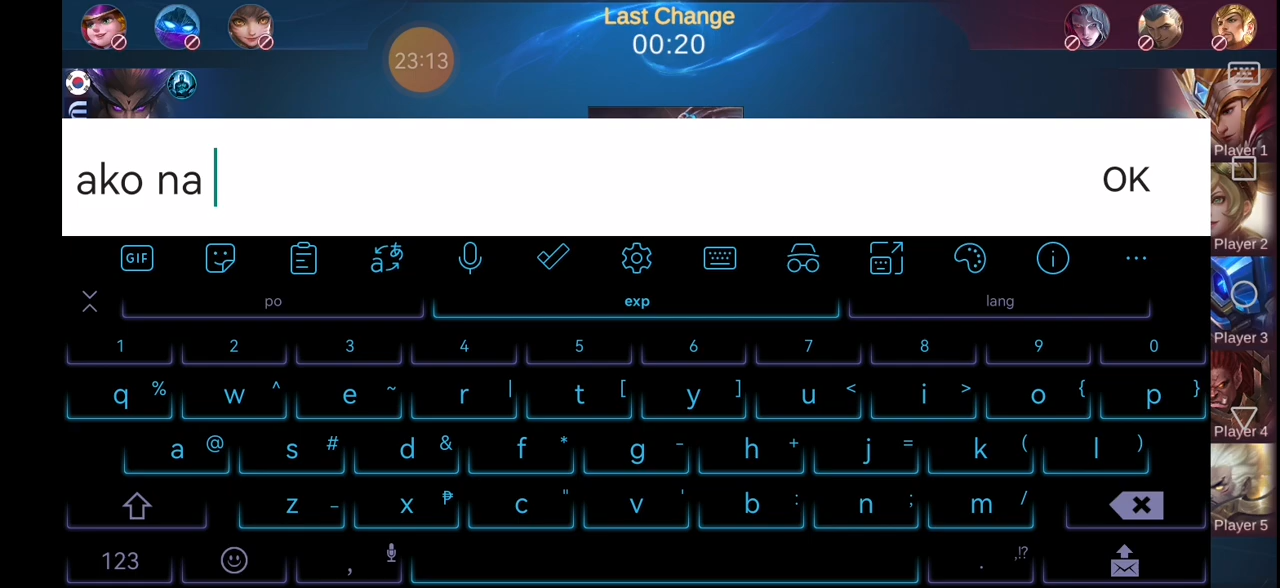 Last Change
00:20
23:13
ako na
OK
Player 1
Player 2
Player 3
Player 4
Player 5
GIF
a あ
po exp lang
1 2 3 4 5 6 7 8 9 0
q % w ^ e ~ r | t [ y ] u < i > o { p }
a @ s # d & f * g - h + j = k ( l )
z _ x ₱ c " v ' b : n ; m /
123 , . ,!?